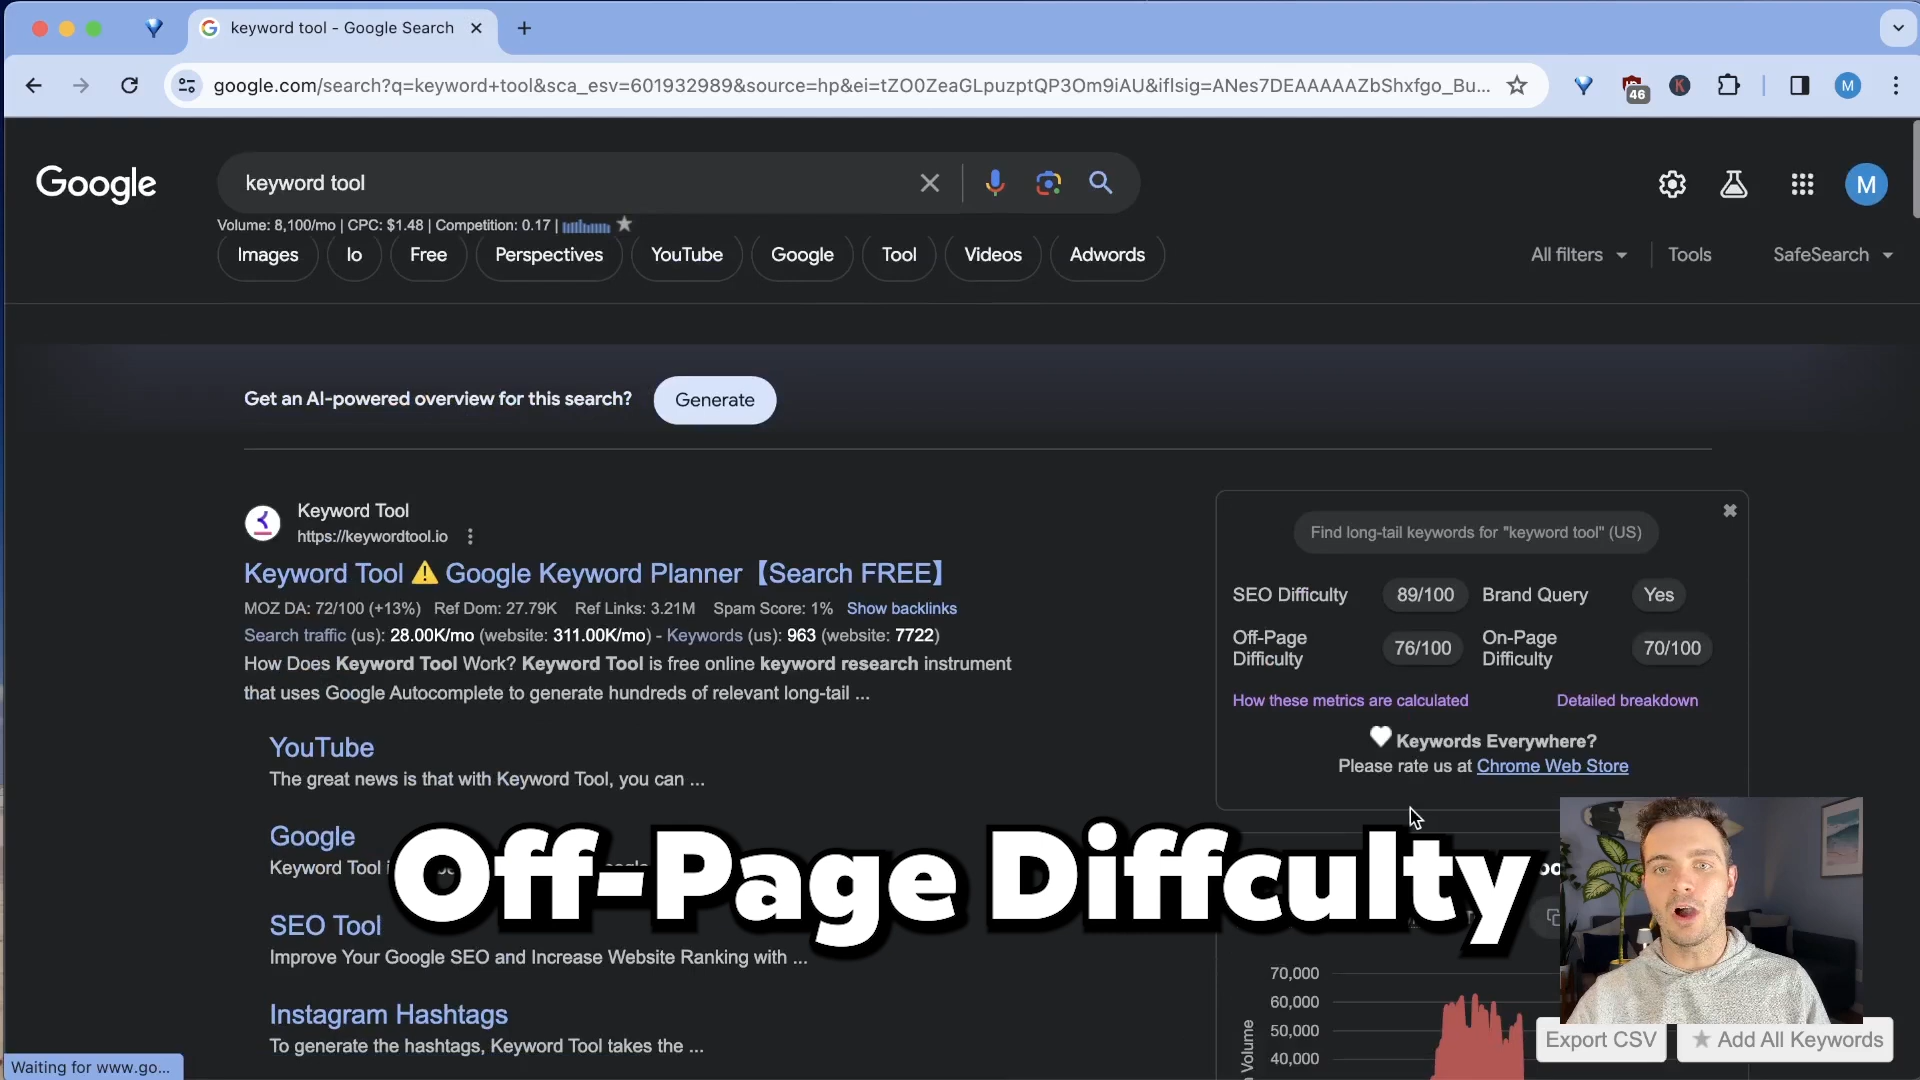 keyword tool - Google Search
google.com/search?q=keyword+tool&sca_esv=601932989&source=hp&ei=tZO0ZeaGLpuzptQP3Om9iAU&iflsig=ANes7DEAAAAAZbShxfgo_Bu...
46
K
M
Google
keyword tool
M
Volume: 8,100/mo | CPC: $1.48 | Competition: 0.17 |
Images
Io
Free
Perspectives
YouTube
Google
Tool
Videos
Adwords
All filters
Tools
SafeSearch
Get an AI-powered overview for this search?
Generate
Keyword Tool
https://keywordtool.io
Keyword Tool ⚠ Google Keyword Planner【Search FREE】
MOZ DA: 72/100 (+13%) Ref Dom: 27.79K Ref Links: 3.21M Spam Score: 1% Show backlinks
Search traffic (us): 28.00K/mo (website: 311.00K/mo) - Keywords (us): 963 (website: 7722)
How Does Keyword Tool Work? Keyword Tool is free online keyword research instrument
that uses Google Autocomplete to generate hundreds of relevant long-tail ...
YouTube
The great news is that with Keyword Tool, you can ...
Google
Keyword Tool
SEO Tool
Improve Your Google SEO and Increase Website Ranking with ...
Instagram Hashtags
To generate the hashtags, Keyword Tool takes the ...
Find long-tail keywords for "keyword tool" (US)
SEO Difficulty
89/100
Brand Query
Yes
Off-Page
Difficulty
76/100
On-Page
Difficulty
70/100
How these metrics are calculated
Detailed breakdown
Keywords Everywhere?
Please rate us at Chrome Web Store
Off-Page Diffculty
70,000
60,000
50,000
40,000
Volume
Export CSV
★ Add All Keywords
Waiting for www.go...